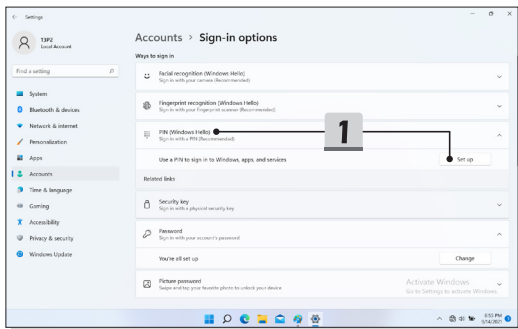 Settings
13P2
Local Account
Find a setting
System
Bluetooth & devices
Network & internet
Personalization
Apps
Accounts
Time & language
Gaming
Accessibility
Privacy & security
Windows Update
Accounts > Sign-in options
Ways to sign in
Facial recognition (Windows Hello)
Sign in with your camera (Recommended)
Fingerprint recognition (Windows Hello)
Sign in with your fingerprint scanner (Recommended)
PIN (Windows Hello)
Sign in with a PIN (Recommended)
1
Use a PIN to sign in to Windows, apps, and services
Set up
Related links
Security key
Sign in with a physical security key
Password
Sign in with your account's password
You're all set up
Change
Picture password
Swipe and tap your favorite photo to unlock your device
Activate Windows
Go to Settings to activate Windows.
6:55 PM
9/14/2021